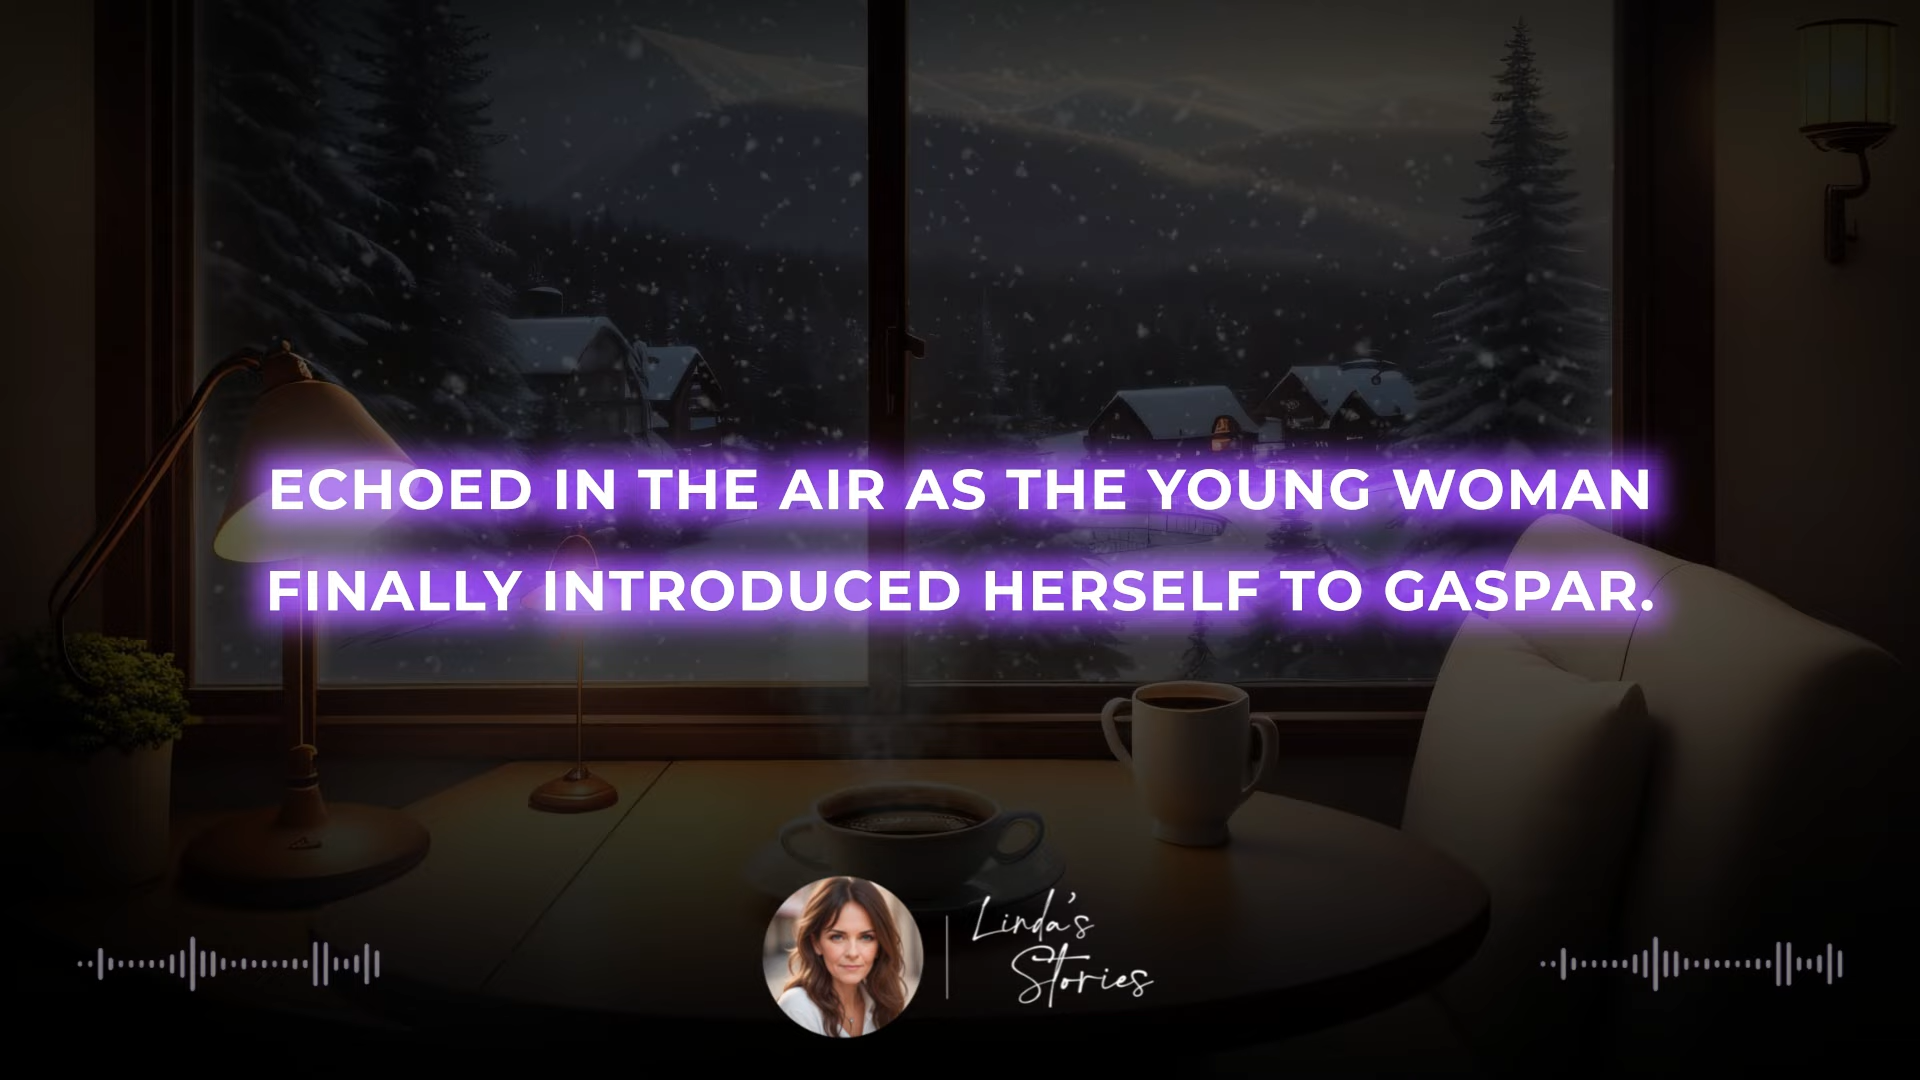 ECHOED IN THE AIR AS THE YOUNG WOMAN
FINALLY INTRODUCED HERSELF TO GASPAR.
Linda's
Stories